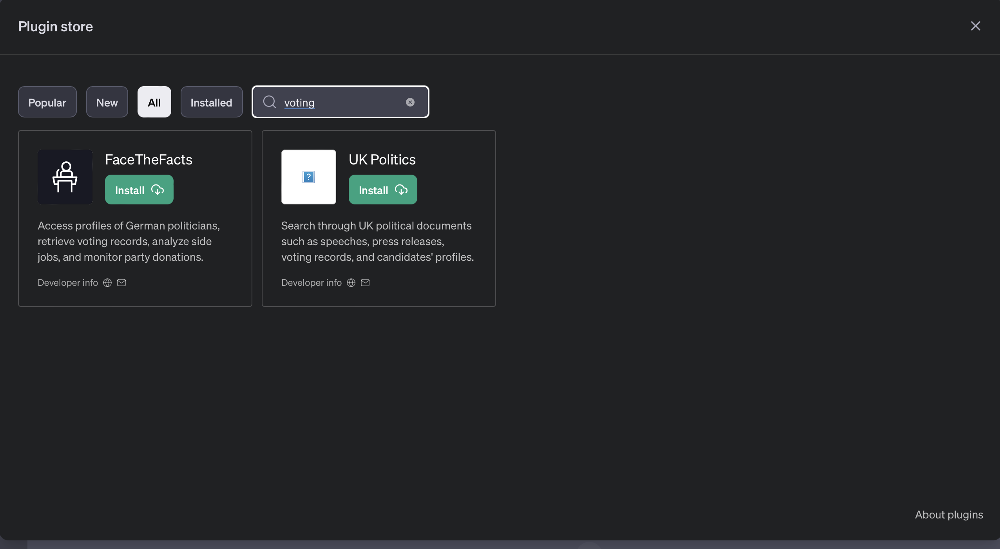 Plugin store
Popular
New
All
Installed
voting
FaceTheFacts
Install
Access profiles of German politicians,
retrieve voting records, analyze side
jobs, and monitor party donations.
Developer info
UK Politics
?
Install
Search through UK political documents
such as speeches, press releases,
voting records, and candidates' profiles.
Developer info
About plugins